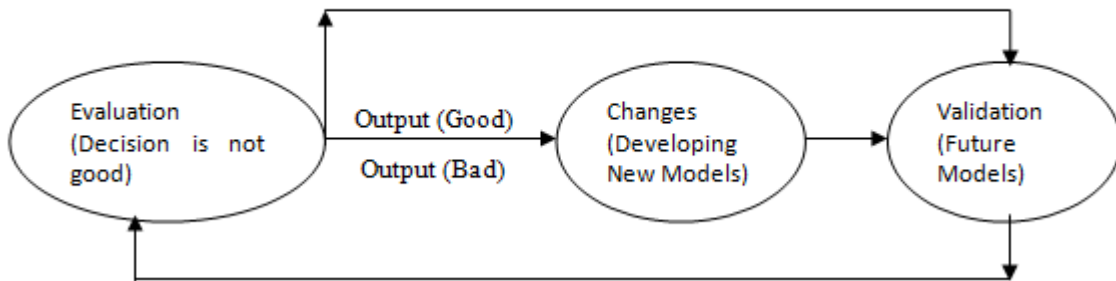 Evaluation
(Decision is not
good)
Output (Good)
Output (Bad)
Changes
(Developing
New Models)
Validation
(Future
Models)